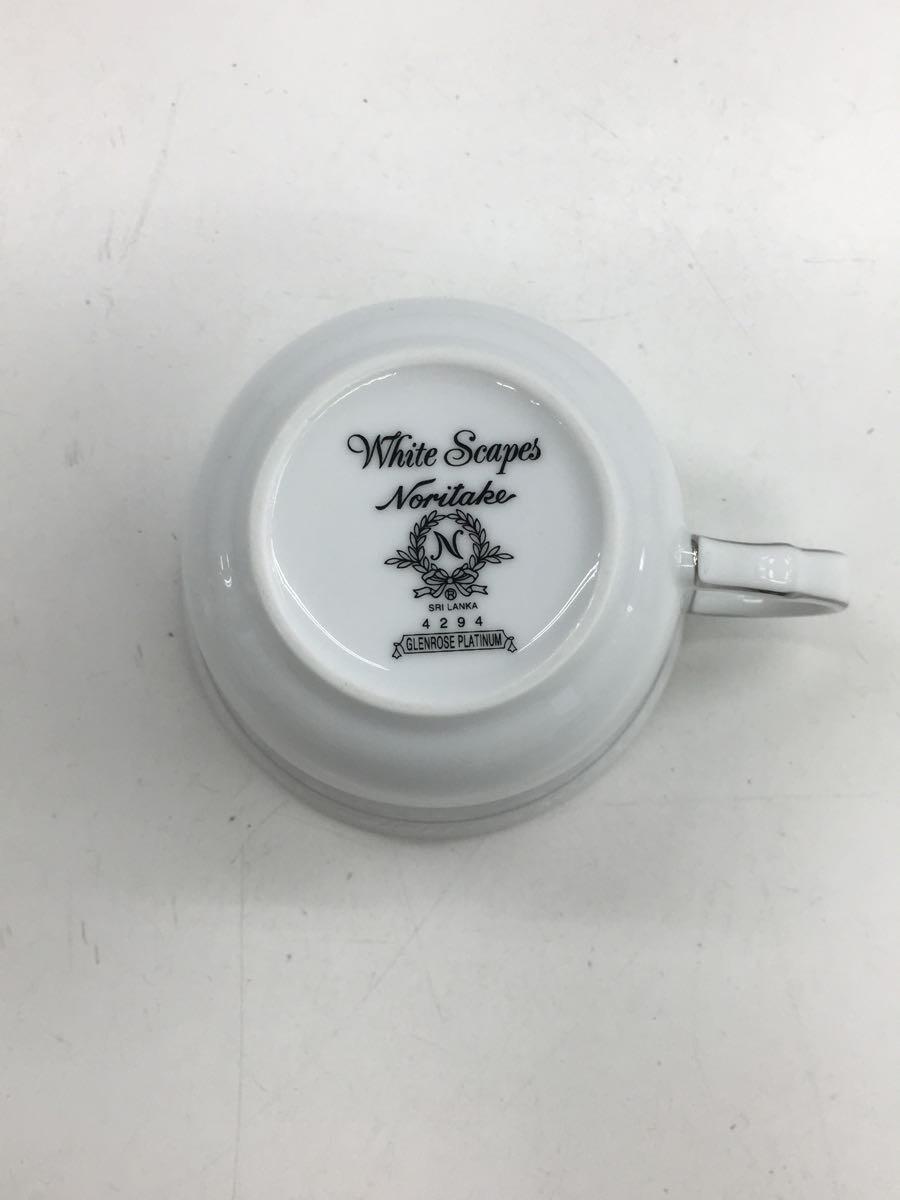 White Scapes
Noritake
N
®
SRI LANKA
4294
GLENROSE PLATINUM